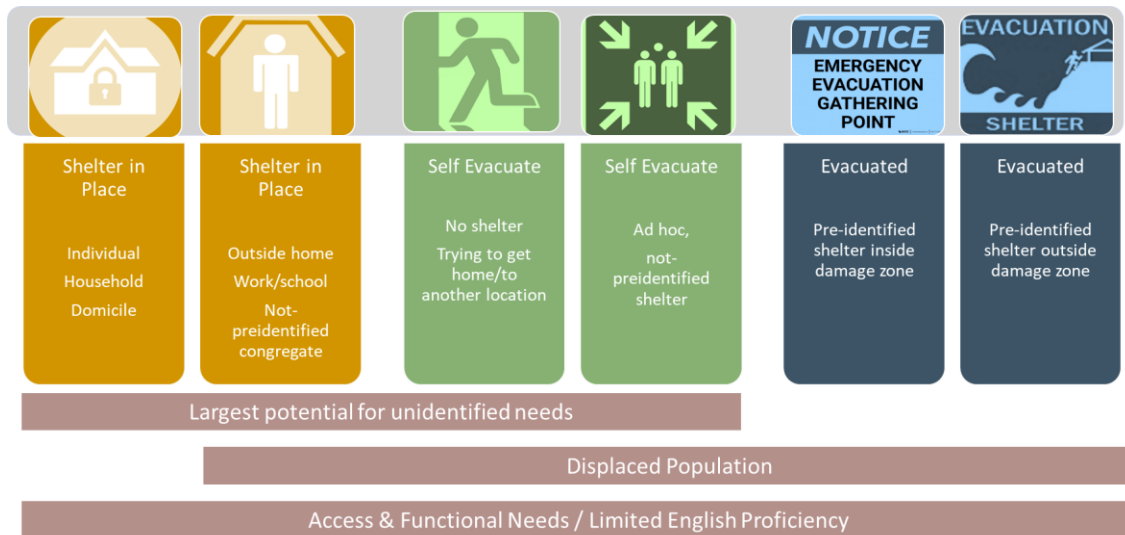 NOTICE
EMERGENCY
EVACUATION
GATHERING
POINT
EVACUATION
SHELTER
Shelter in
Place
Individual
Household
Domicile
Shelter in
Place
Outside home
Work/school
Not-
preidentified
congregate
Self Evacuate
No shelter
Trying to get
home/to
another location
Self Evacuate
Ad hoc,
not-
preidentified
shelter
Evacuated
Pre-identified
shelter inside
damage zone
Evacuated
Pre-identified
shelter outside
damage zone
Largest potential for unidentified needs
Displaced Population
Access & Functional Needs / Limited English Proficiency